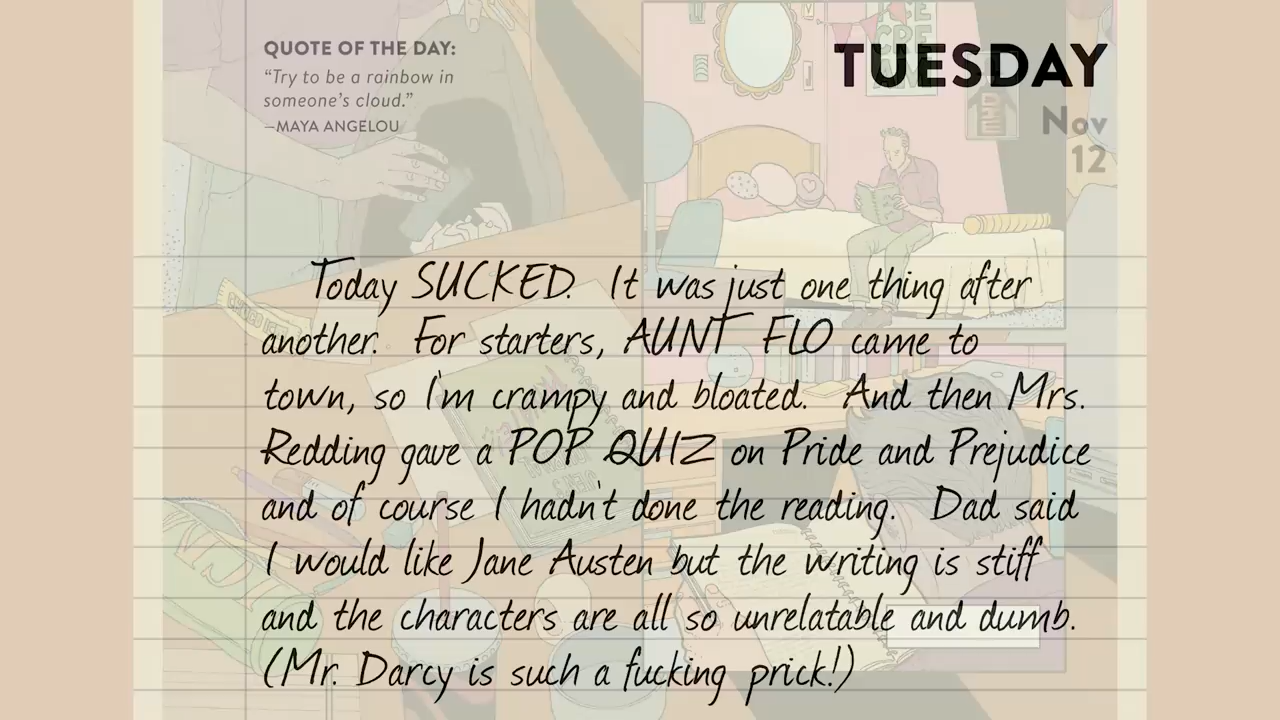 QUOTE OF THE DAY:
“Try to be a rainbow in
someone’s cloud.”
—MAYA ANGELOU
TUESDAY
Nov
12
Today SUCKED. It was just one thing after
another. For starters, AUNT FLO came to
town, so I'm crampy and bloated. And then Mrs.
Redding gave a POP QUIZ on Pride and Prejudice
and of course I hadn't done the reading. Dad said
I would like Jane Austen but the writing is stiff
and the characters are all so unrelatable and dumb.
(Mr. Darcy is such a fucking prick!)